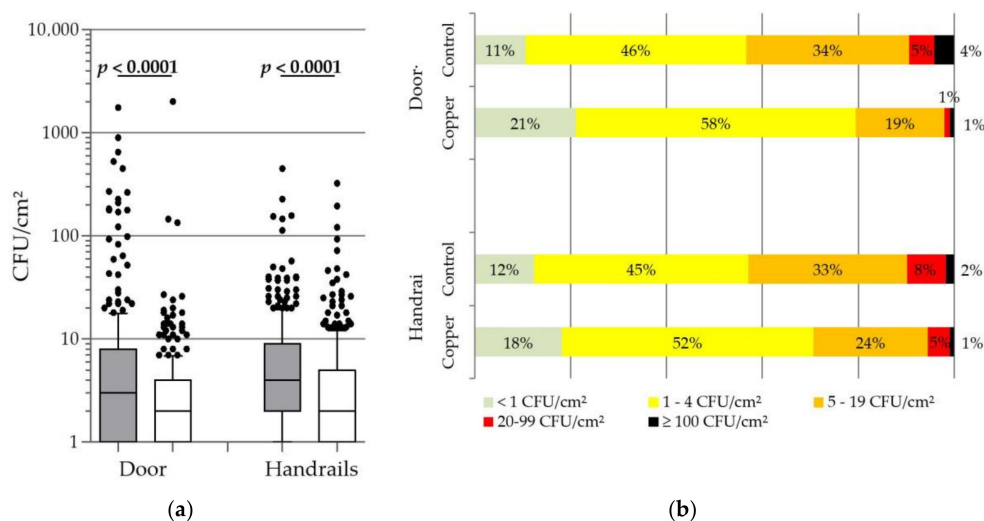 10.000
1000
100
10
1
CFU/cm²
p < 0.0001
p < 0.0001
Door
Handrails
(a)
Door·
Control
11%
46%
34%
5%
4%
Copper
21%
58%
19%
1%
1%
Handrai
Control
12%
45%
33%
8%
2%
Copper
18%
52%
24%
5%
1%
< 1 CFU/cm²
1 - 4 CFU/cm²
5 - 19 CFU/cm²
20-99 CFU/cm²
≥ 100 CFU/cm²
(b)